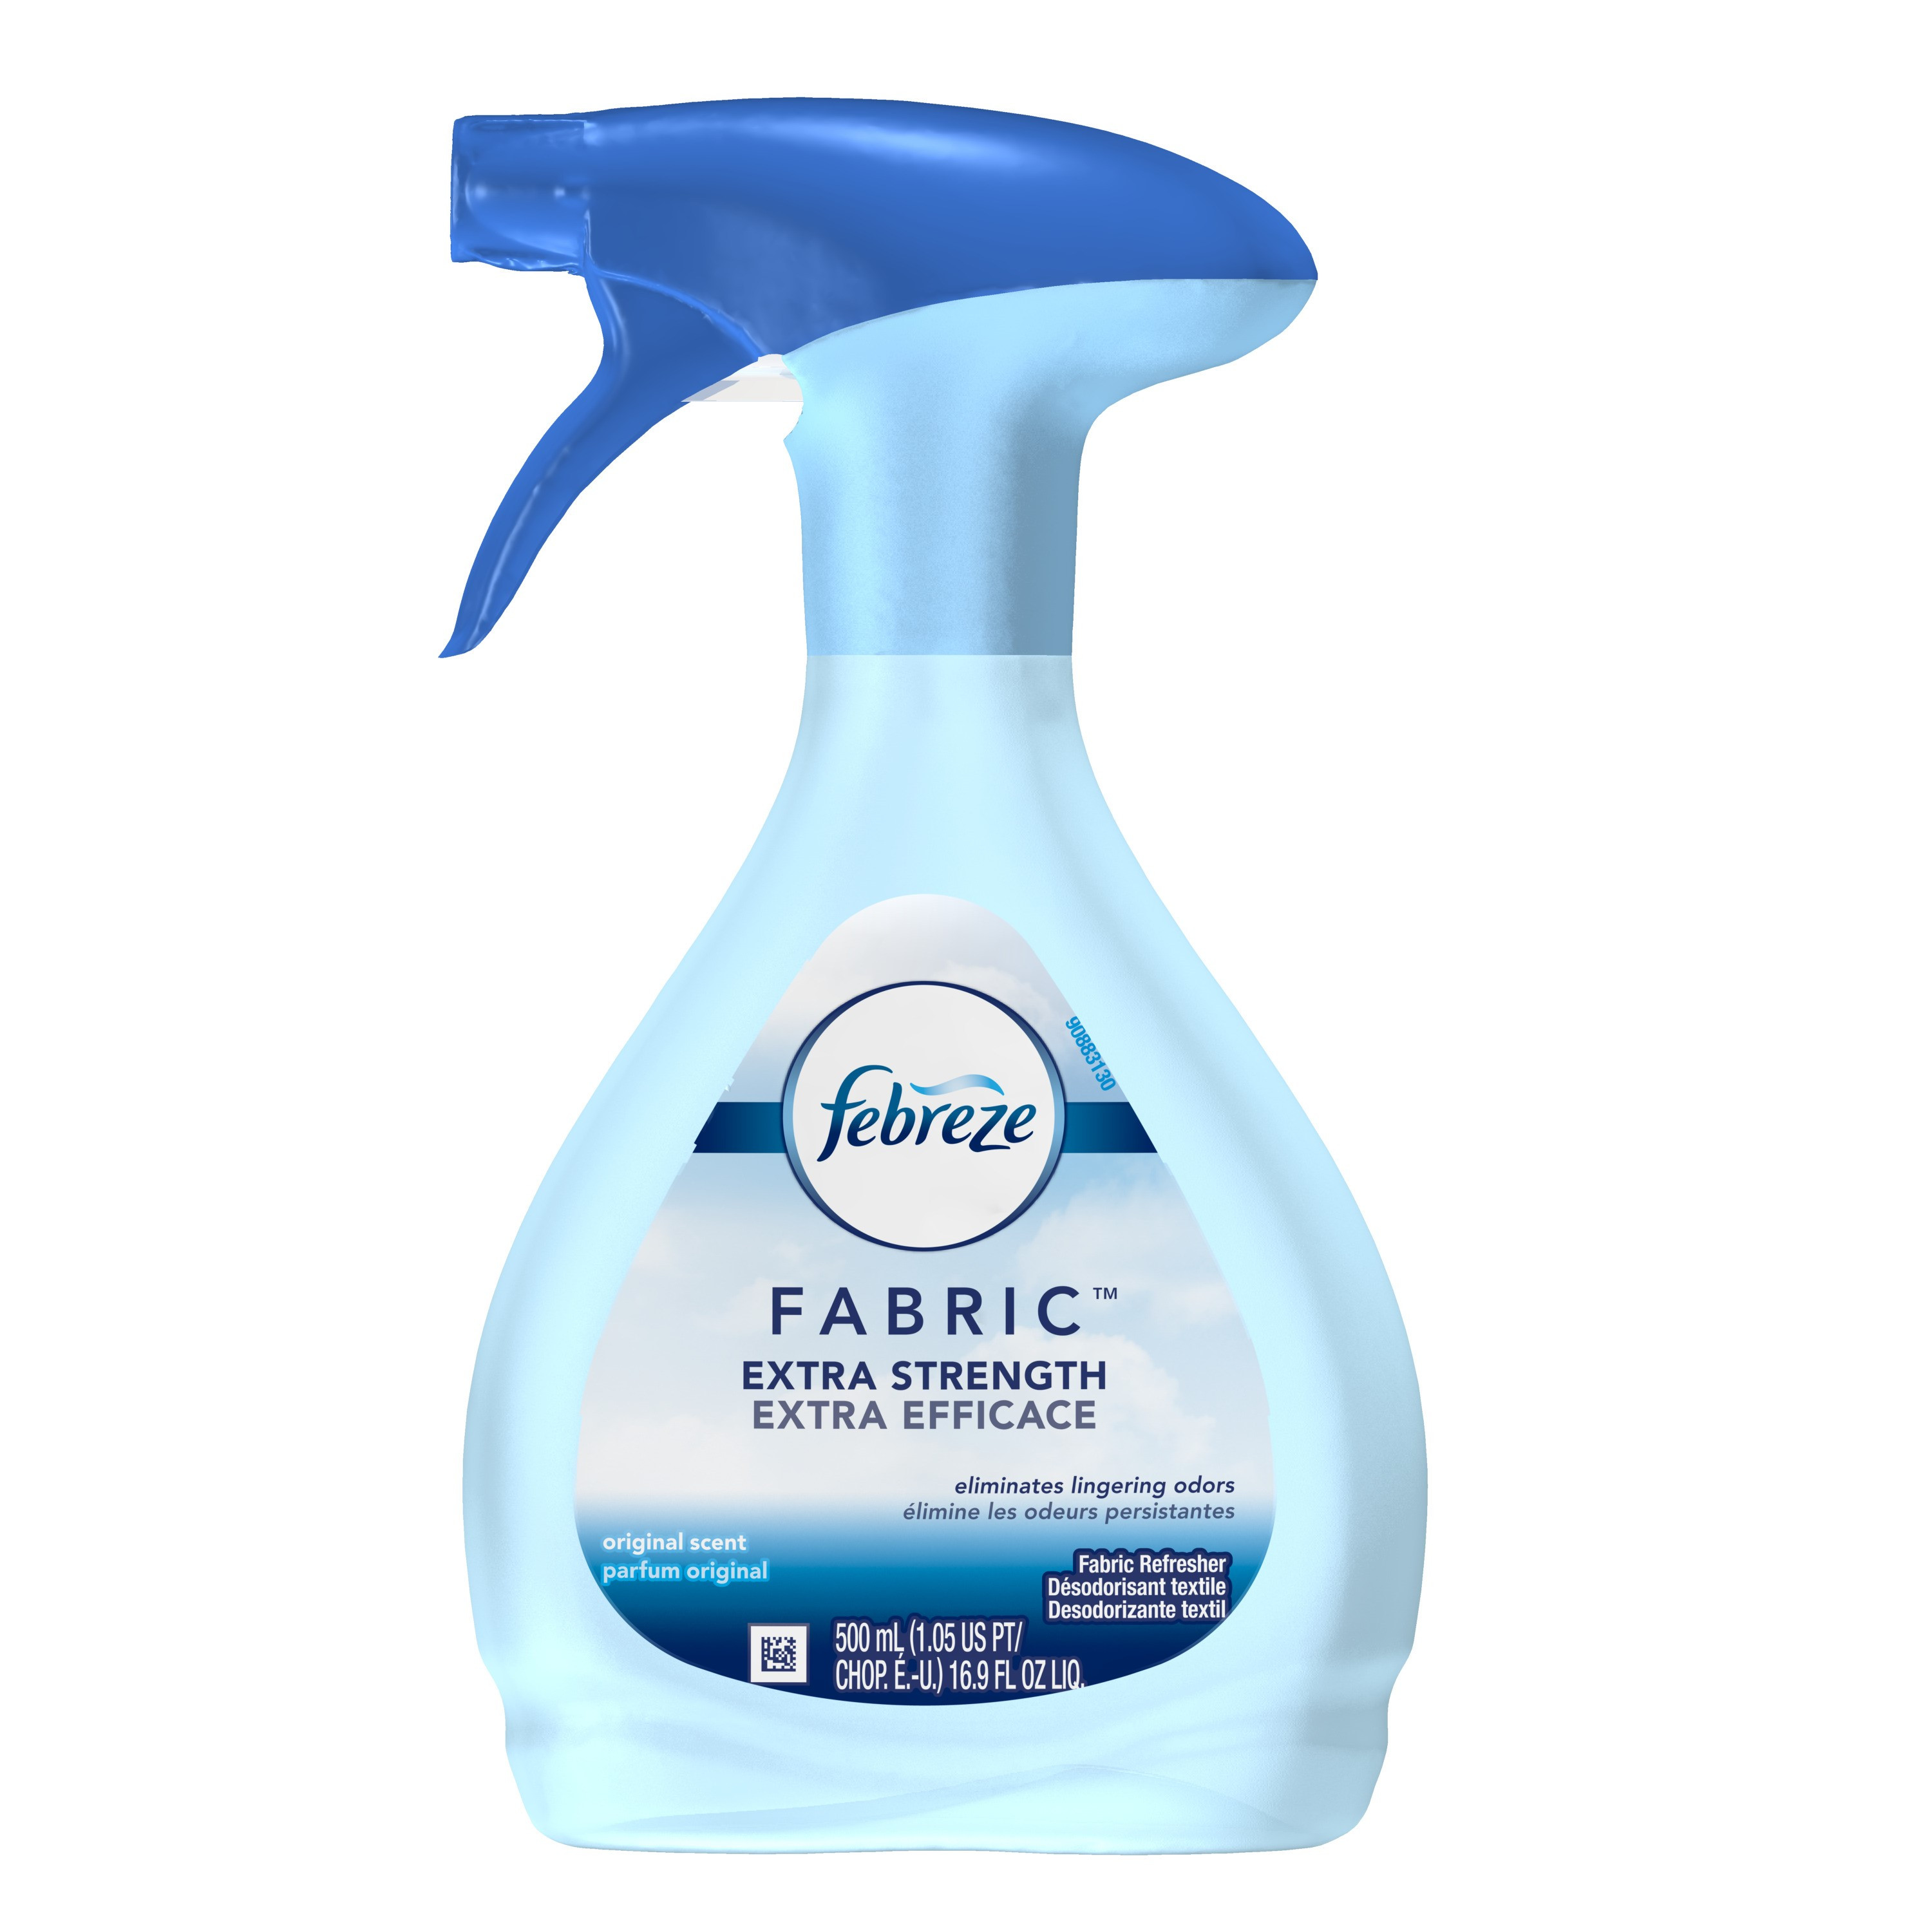 febreze
90883130
FABRIC™
EXTRA STRENGTH
EXTRA EFFICACE
eliminates lingering odors
élimine les odeurs persistantes
original scent
parfum original
Fabric Refresher
Désodorisant textile
Desodorizante textil
500 mL (1.05 US PT/
CHOP. É.-U.) 16.9 FL OZ LIQ.